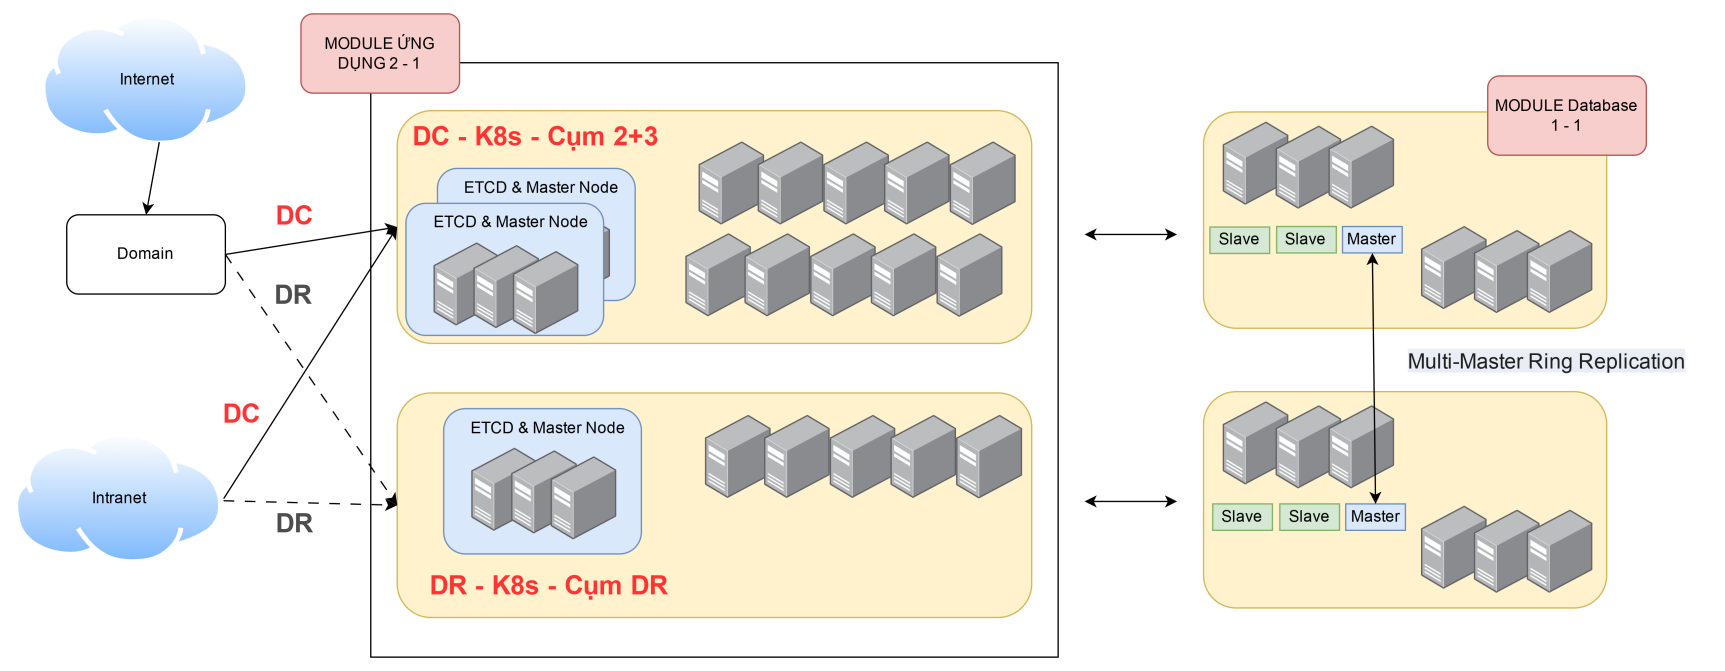 Internet
MODULE ỨNG
DỤNG 2 - 1
MODULE Database
1 - 1
DC - K8s - Cụm 2+3
ETCD & Master Node
ETCD & Master Node
DC
Domain
DR
Slave
Slave
Master
Multi-Master Ring Replication
DC
Intranet
DR
ETCD & Master Node
DR - K8s - Cụm DR
Slave
Slave
Master